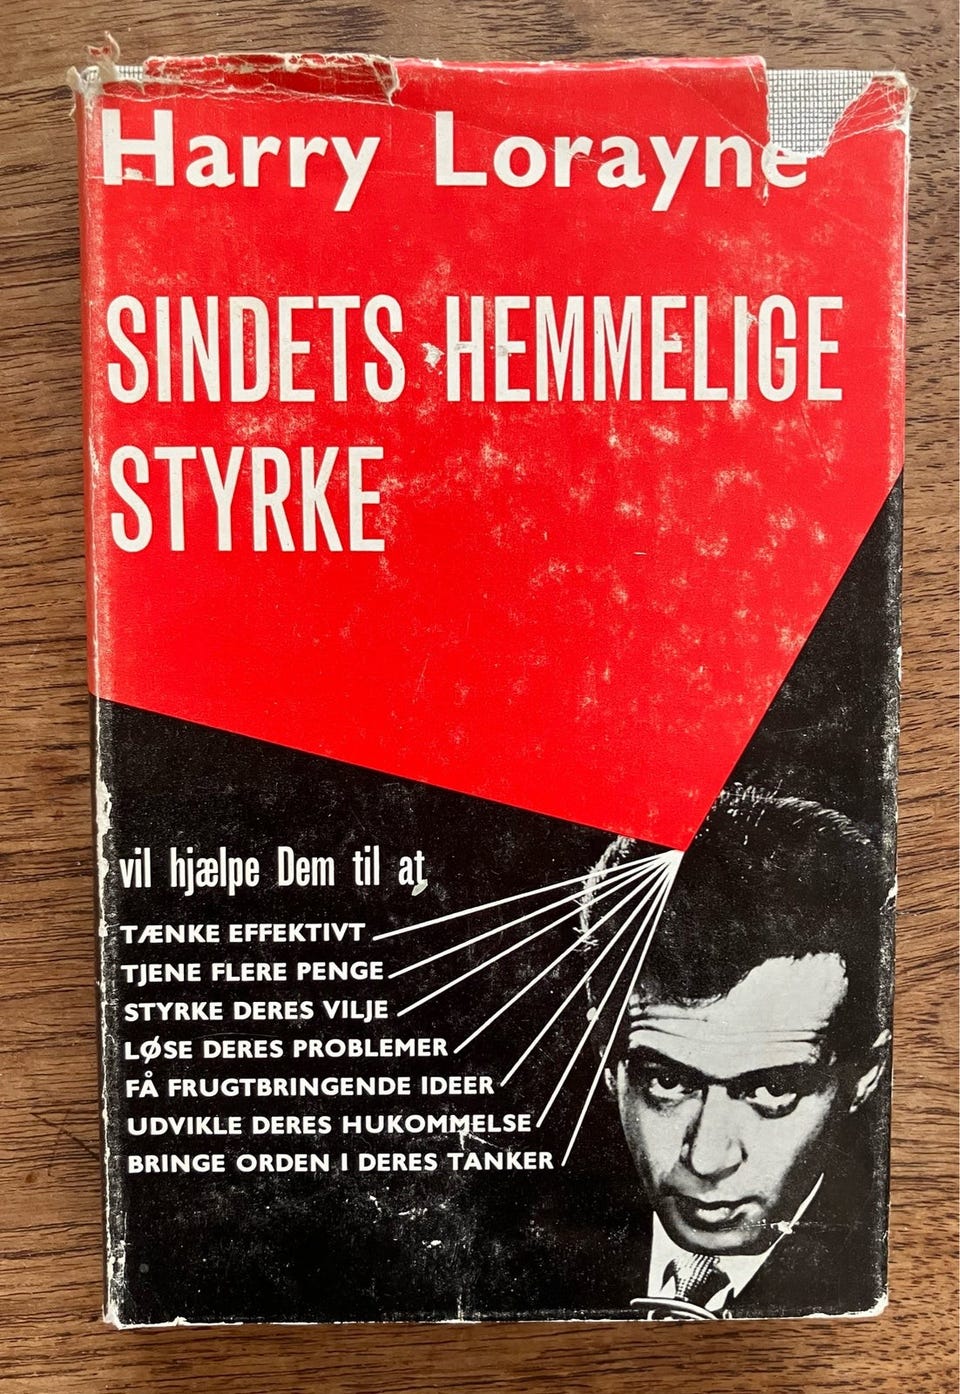 Harry Lorayne
SINDETS HEMMELIGE
STYRKE
vil hjælpe Dem til at
TÆNKE EFFEKTIVT
TJENE FLERE PENGE
STYRKE DERES VILJE
LØSE DERES PROBLEMER
FÅ FRUGTBRINGENDE IDEER
UDVIKLE DERES HUKOMMELSE
BRINGE ORDEN I DERES TANKER